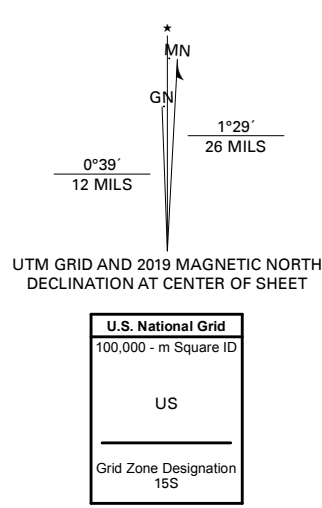 ★
MN
GN
1°29´
26 MILS
0°39´
12 MILS
UTM GRID AND 2019 MAGNETIC NORTH
DECLINATION AT CENTER OF SHEET
U.S. National Grid
100,000 - m Square ID
US
Grid Zone Designation
15S